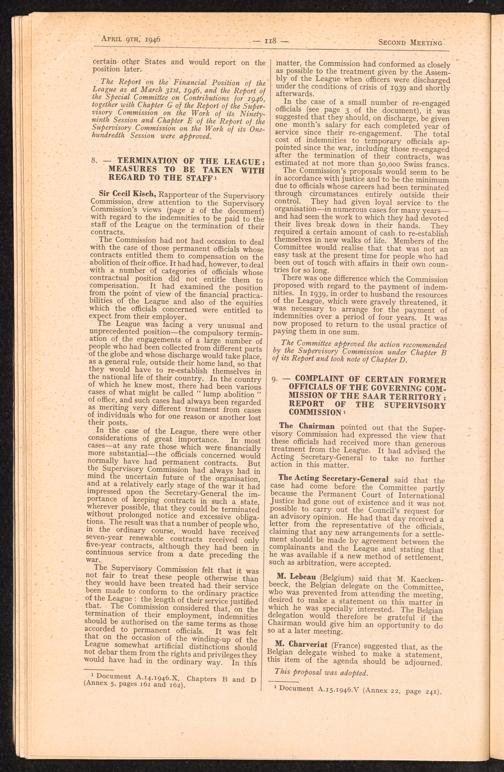 APRIL 9TH, 1946
— 118 —
SECOND MEETING
certain other States and would report on the
position later.
The Report on the Financial Position of the
League as at March 31st, 1946, and the Report of
the Special Committee on Contributions for 1946,
together with Chapter G of the Report of the Super-
visory Commission on the Work of its Ninety-
ninth Session and Chapter E of the Report of the
Supervisory Commission on the Work of its One-
hundredth Session were approved.
8. — TERMINATION OF THE LEAGUE:
MEASURES TO BE TAKEN WITH
REGARD TO THE STAFF ¹
Sir Cecil Kisch, Rapporteur of the Supervisory
Commission, drew attention to the Supervisory
Commission's views (page 2 of the document)
with regard to the indemnities to be paid to the
staff of the League on the termination of their
contracts.
The Commission had not had occasion to deal
with the case of those permanent officials whose
contracts entitled them to compensation on the
abolition of their office. It had had, however, to deal
with a number of categories of officials whose
contractual position did not entitle them to
compensation. It had examined the position
from the point of view of the financial practica-
bilities of the League and also of the equities
which the officials concerned were entitled to
expect from their employer.
The League was facing a very unusual and
unprecedented position—the compulsory termin-
ation of the engagements of a large number of
people who had been collected from different parts
of the globe and whose discharge would take place,
as a general rule, outside their home land, so that
they would have to re-establish themselves in
the national life of their country. In the country
of which he knew most, there had been various
cases of what might be called "lump abolition"
of office, and such cases had always been regarded
as meriting very different treatment from cases
of individuals who for one reason or another lost
their posts.
In the case of the League, there were other
considerations of great importance. In most
cases—at any rate those which were financially
more substantial—the officials concerned would
normally have had permanent contracts. But
the Supervisory Commission had always had in
mind the uncertain future of the organisation,
and at a relatively early stage of the war it had
impressed upon the Secretary-General the im-
portance of keeping contracts in such a state,
wherever possible, that they could be terminated
without prolonged notice and excessive obliga-
tions. The result was that a number of people who,
in the ordinary course, would have received
seven-year renewable contracts received only
five-year contracts, although they had been in
continuous service from a date preceding the
war.
The Supervisory Commission felt that it was
not fair to treat these people otherwise than
they would have been treated had their service
been made to conform to the ordinary practice
of the League: the length of their service justified
that. The Commission considered that, on the
termination of their employment, indemnities
should be authorised on the same terms as those
accorded to permanent officials. It was felt
that on the occasion of the winding-up of the
League somewhat artificial distinctions should
not debar them from the rights and privileges they
would have had in the ordinary way. In this
¹ Document A.14.1946.X, Chapters B and D
(Annex 5, pages 161 and 162).
matter, the Commission had conformed as closely
as possible to the treatment given by the Assem-
bly of the League when officers were discharged
under the conditions of crisis of 1939 and shortly
afterwards.
In the case of a small number of re-engaged
officials (see page 3 of the document), it was
suggested that they should, on discharge, be given
one month's salary for each completed year of
service since their re-engagement. The total
cost of indemnities to temporary officials ap-
pointed since the war, including those re-engaged
after the termination of their contracts, was
estimated at not more than 50,000 Swiss francs.
The Commission's proposals would seem to be
in accordance with justice and to be the minimum
due to officials whose careers had been terminated
through circumstances entirely outside their
control. They had given loyal service to the
organisation—in numerous cases for many years—
and had seen the work to which they had devoted
their lives break down in their hands. They
required a certain amount of cash to re-establish
themselves in new walks of life. Members of the
Committee would realise that that was not an
easy task at the present time for people who had
been out of touch with affairs in their own coun-
tries for so long.
There was one difference which the Commission
proposed with regard to the payment of indem-
nities. In 1939, in order to husband the resources
of the League, which were gravely threatened, it
was necessary to arrange for the payment of
indemnities over a period of four years. It was
now proposed to return to the usual practice of
paying them in one sum.
The Committee approved the action recommended
by the Supervisory Commission under Chapter B
of its Report and took note of Chapter D.
9. — COMPLAINT OF CERTAIN FORMER
OFFICIALS OF THE GOVERNING COM-
MISSION OF THE SAAR TERRITORY:
REPORT OF THE SUPERVISORY
COMMISSION ¹
The Chairman pointed out that the Super-
visory Commission had expressed the view that
these officials had received more than generous
treatment from the League. It had advised the
Acting Secretary-General to take no further
action in this matter.
The Acting Secretary-General said that the
case had come before the Committee partly
because the Permanent Court of International
Justice had gone out of existence and it was not
possible to carry out the Council's request for
an advisory opinion. He had that day received a
letter from the representative of the officials,
claiming that any new arrangements for a settle-
ment should be made by agreement between the
complainants and the League and stating that
he was available if a new method of settlement,
such as arbitration, were accepted.
M. Lebeau (Belgium) said that M. Kaecken-
beeck, the Belgian delegate on the Committee,
who was prevented from attending the meeting,
desired to make a statement on this matter in
which he was specially interested. The Belgian
delegation would therefore be grateful if the
Chairman would give him an opportunity to do
so at a later meeting.
M. Charveriat (France) suggested that, as the
Belgian delegate wished to make a statement,
this item of the agenda should be adjourned.
This proposal was adopted.
¹ Document A.15.1946.V (Annex 22, page 241).